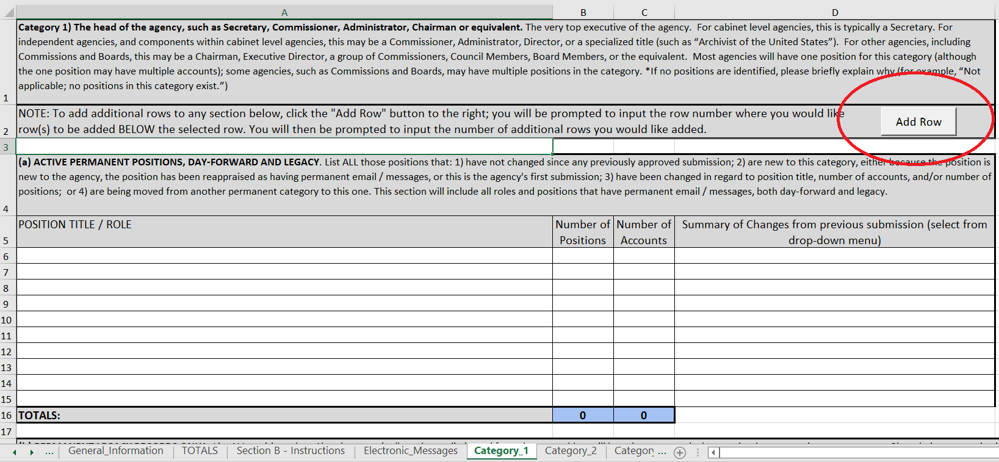 A B C D
1 Category 1) The head of the agency, such as Secretary, Commissioner, Administrator, Chairman or equivalent. The very top executive of the agency.  For cabinet level agencies, this is typically a Secretary. For
independent agencies, and components within cabinet level agencies, this may be a Commissioner, Administrator, Director, or a specialized title (such as “Archivist of the United States”).  For other agencies, including
Commissions and Boards, this may be a Chairman, Executive Director, a group of Commissioners, Council Members, Board Members, or the equivalent.  Most agencies will have one position for this category (although
the one position may have multiple accounts); some agencies, such as Commissions and Boards, may have multiple positions in the category. *If no positions are identified, please briefly explain why (for example, “Not
applicable; no positions in this category exist.”)
2 NOTE: To add additional rows to any section below, click the "Add Row" button to the right; you will be prompted to input the row number where you would like
row(s) to be added BELOW the selected row. You will then be prompted to input the number of additional rows you would like added.
Add Row
3
4 (a) ACTIVE PERMANENT POSITIONS, DAY-FORWARD AND LEGACY. List ALL those positions that: 1) have not changed since any previously approved submission; 2) are new to this category, either because the position is
new to the agency, the position has been reappraised as having permanent email / messages, or this is the agency's first submission; 3) have been changed in regard to position title, number of accounts, and/or number of
positions;  or 4) are being moved from another permanent category to this one. This section will include all roles and positions that have permanent email / messages, both day-forward and legacy.
5 POSITION TITLE / ROLE
Number of
Positions
Number of
Accounts
Summary of Changes from previous submission (select from
drop-down menu)
6
7
8
9
10
11
12
13
14
15
16 TOTALS: 0 0
17
... General_Information TOTALS Section B - Instructions Electronic_Messages Category_1 Category_2 Category ...